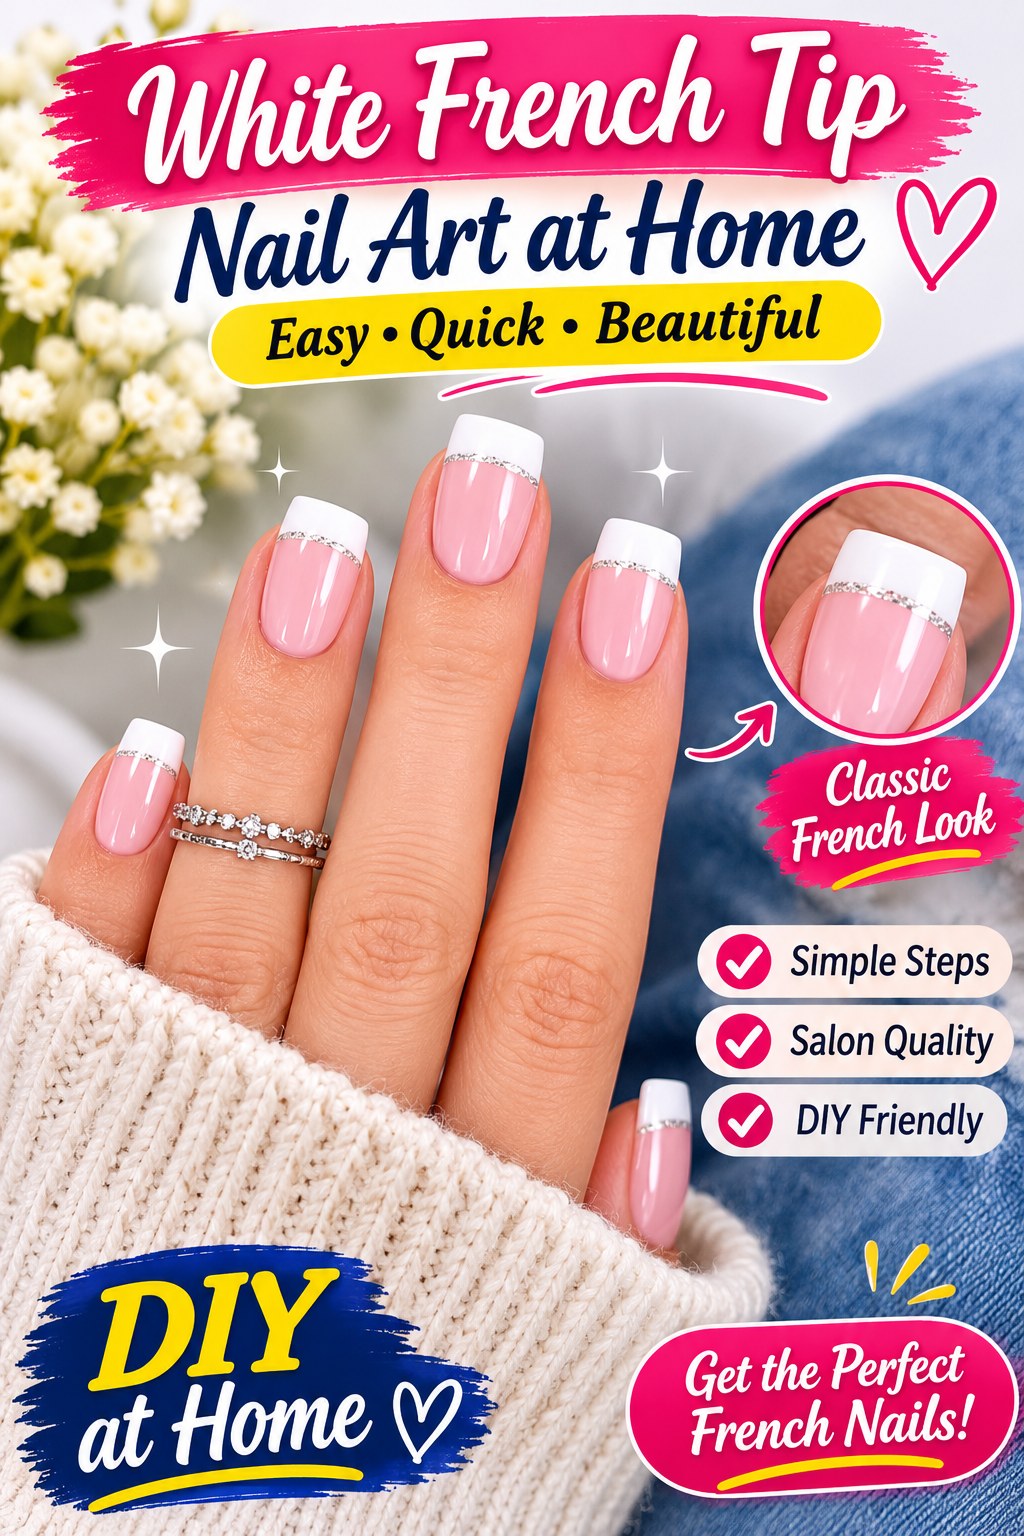 White French Tip
Nail Art at Home
Easy • Quick • Beautiful
Classic
French Look
Simple Steps
Salon Quality
DIY Friendly
DIY
at Home
Get the Perfect
French Nails!